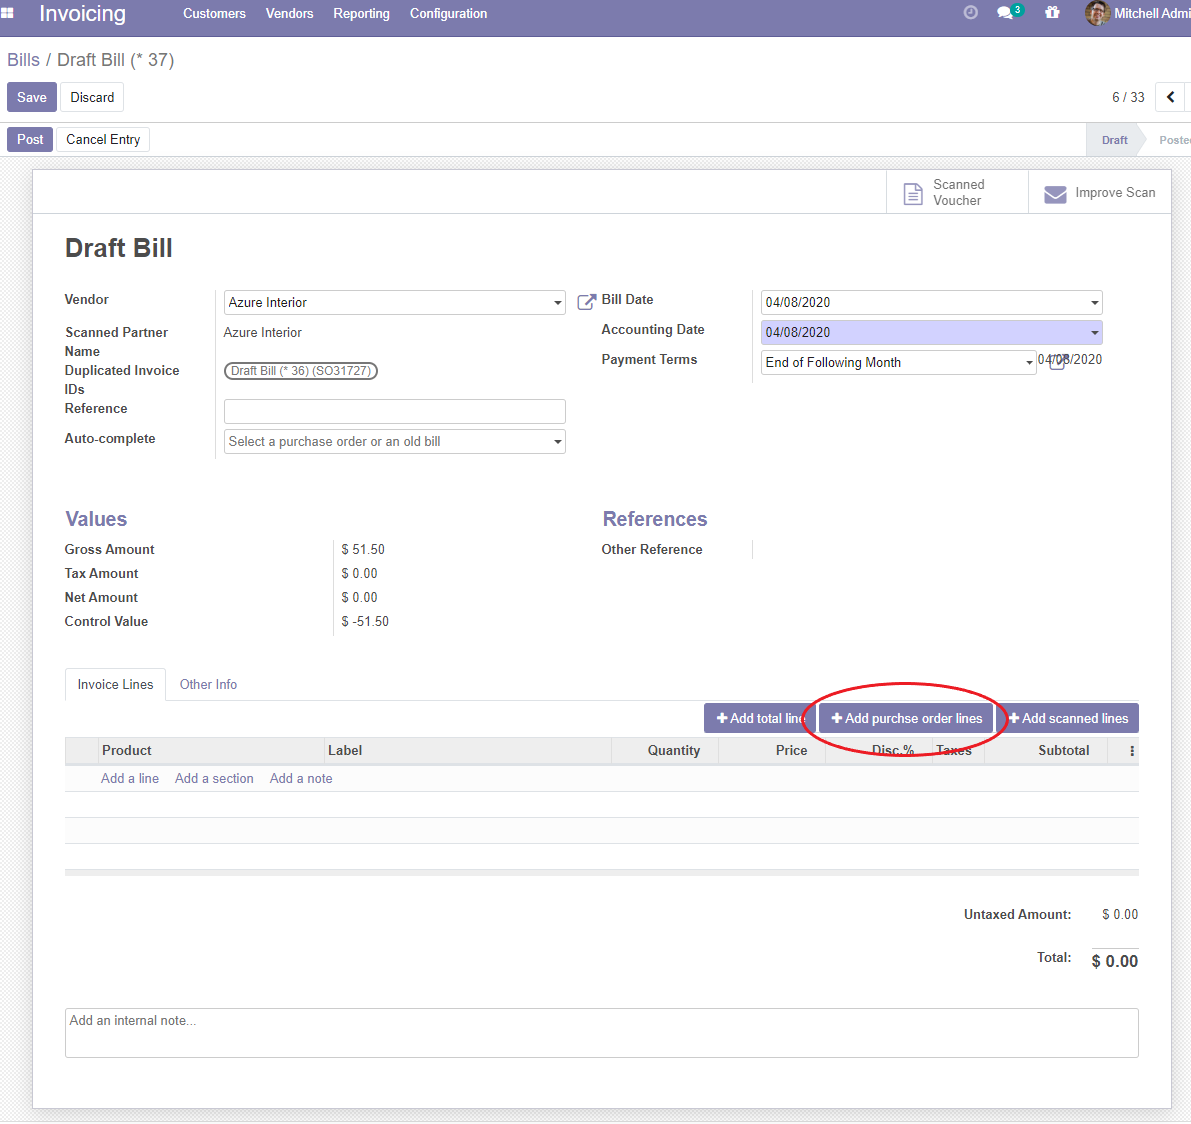 Invoicing Customers Vendors Reporting Configuration 3 Mitchell Admi
Bills / Draft Bill (* 37)
Save Discard 6 / 33
Post Cancel Entry Draft Poste
Scanned Voucher
Improve Scan
Draft Bill
Vendor Azure Interior
Scanned Partner Name Azure Interior
Duplicated Invoice IDs Draft Bill (* 36) (SO31727)
Reference
Auto-complete Select a purchase order or an old bill
Bill Date 04/08/2020
Accounting Date 04/08/2020
Payment Terms End of Following Month 04/08/2020
Values
Gross Amount $ 51.50
Tax Amount $ 0.00
Net Amount $ 0.00
Control Value $ -51.50
References
Other Reference
Invoice Lines Other Info
Add total line Add purchse order lines Add scanned lines
Product Label Quantity Price Disc.% Taxes Subtotal
Add a line Add a section Add a note
Untaxed Amount: $ 0.00
Total: $ 0.00
Add an internal note...